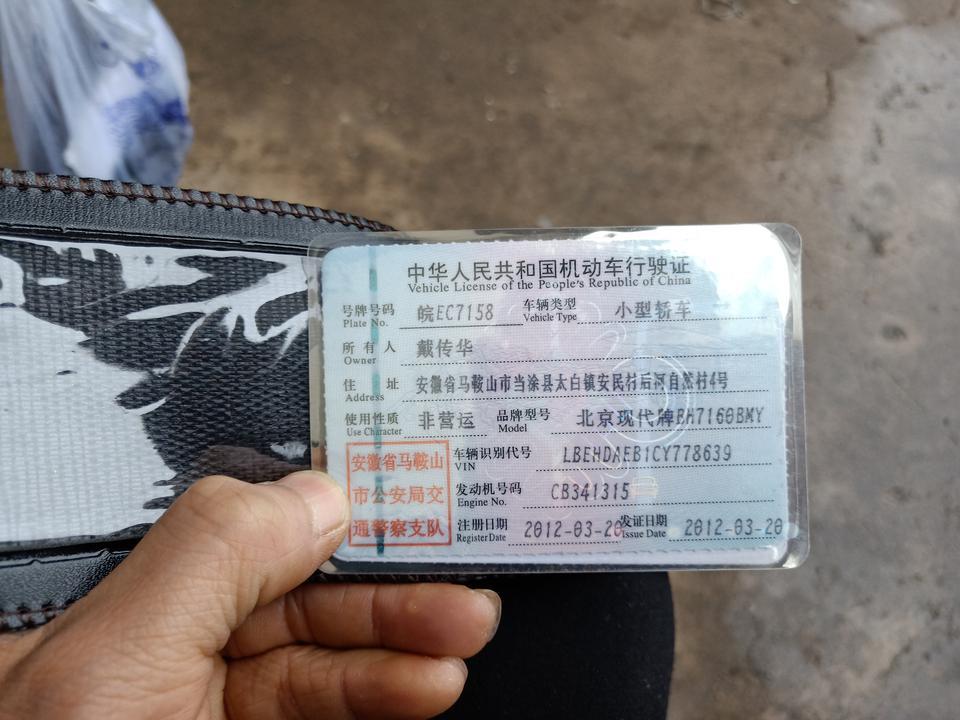 中华人民共和国机动车行驶证
Vehicle License of the People's Republic of China
号牌号码 皖EC7158 车辆类型 小型轿车
Plate No. Vehicle Type
所有人 戴传华
Owner
住址 安徽省马鞍山市当涂县太白镇安民村后河自然村4号
Address
使用性质 非营运 品牌型号 北京现代牌BH7160BMY
Use Character Model
安徽省马鞍山
市公安局交
通警察支队
车辆识别代号 LBEHDAEB1CY778639
VIN
发动机号码 CB341315
Engine No.
注册日期 2012-03-20 发证日期 2012-03-20
Register Date Issue Date